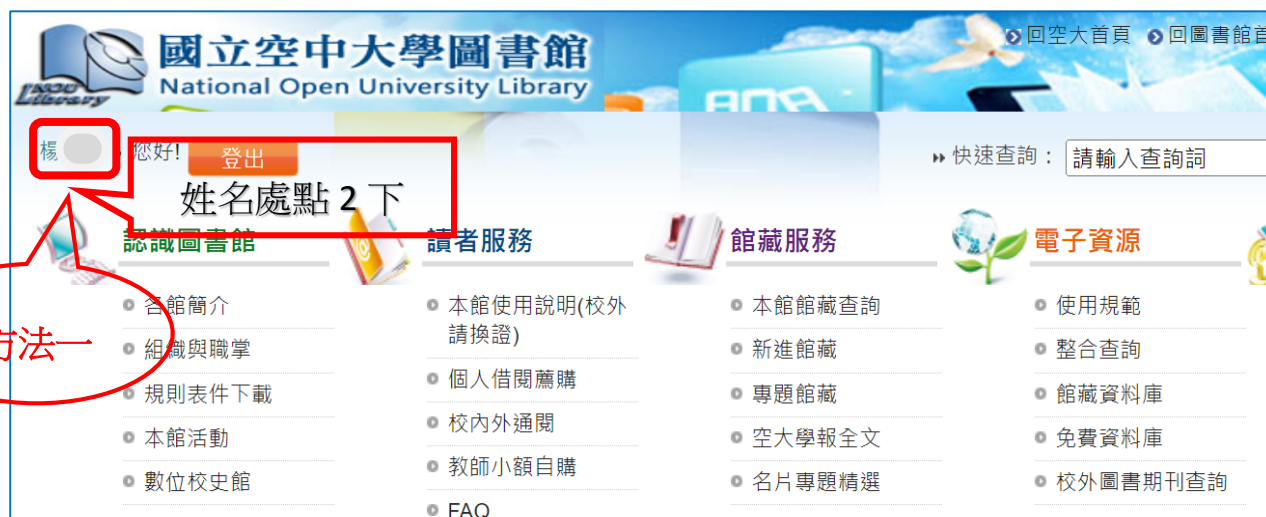 國立空中大學圖書館
National Open University Library
NOU
Library
回空大首頁 回圖書館首
楊 您好! 登出
快速查詢： 請輸入查詢詞
姓名處點 2 下
方法一
認識圖書館
各館簡介
組織與職掌
規則表件下載
本館活動
數位校史館
讀者服務
本館使用說明(校外
請換證)
個人借閱薦購
校內外通閱
教師小額自購
FAQ
館藏服務
本館館藏查詢
新進館藏
專題館藏
空大學報全文
名片專題精選
電子資源
使用規範
整合查詢
館藏資料庫
免費資料庫
校外圖書期刊查詢